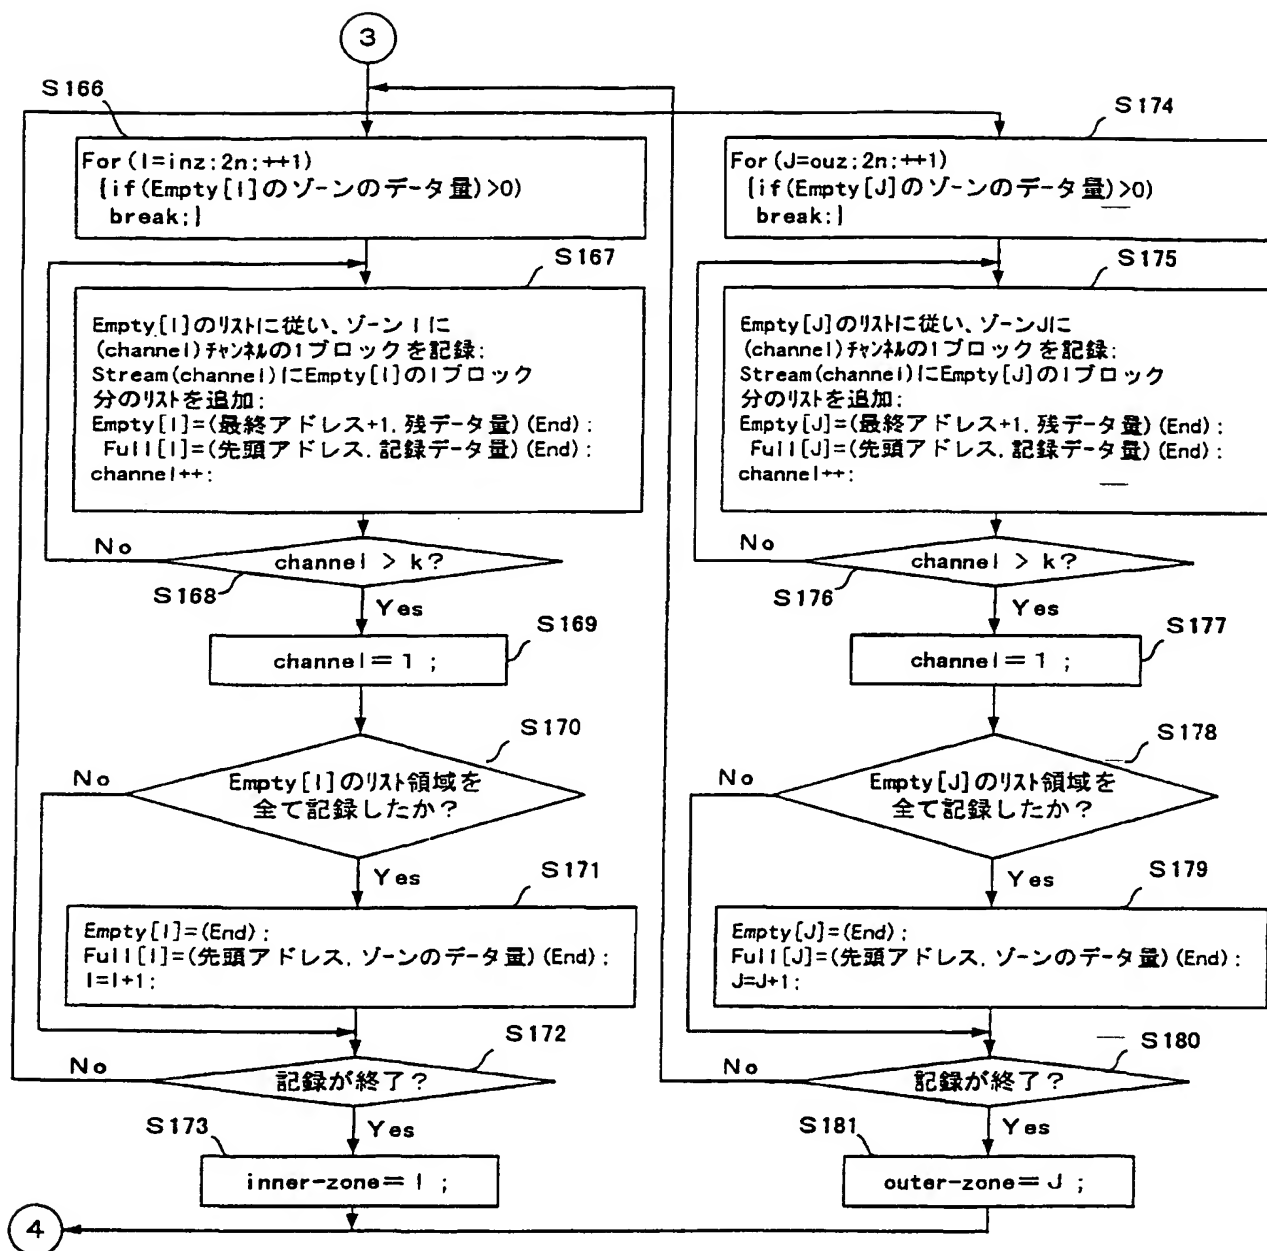 3
S166
For(I=inz;2n;++1)
{if(Empty[I]のゾーンのデータ量)>0)
break;}
S167
Empty[I]のリストに従い、ゾーンIに
(channel)チャンネルの1ブロックを記録:
Stream(channel)にEmpty[I]の1ブロック
分のリストを追加:
Empty[I]=(最終アドレス+1,残データ量)(End):
Full[I]=(先頭アドレス,記録データ量)(End):
channel++:
No
channel > k?
S168
Yes
S169
channel=1 ;
S170
No
Empty[I]のリスト領域を
全て記録したか?
Yes
S171
Empty[I]=(End);
Full[I]=(先頭アドレス,ゾーンのデータ量)(End):
I=I+1:
S172
No
記録が終了?
Yes
S173
inner-zone=I ;
4
S174
For(J=ouz;2n;++1)
{if(Empty[J]のゾーンのデータ量)>0)
break;}
S175
Empty[J]のリストに従い、ゾーンJに
(channel)チャンネルの1ブロックを記録:
Stream(channel)にEmpty[J]の1ブロック
分のリストを追加:
Empty[J]=(最終アドレス+1,残データ量)(End):
Full[J]=(先頭アドレス,記録データ量)(End):
channel++:
No
channel > k?
S176
Yes
S177
channel=1 ;
S178
No
Empty[J]のリスト領域を
全て記録したか?
Yes
S179
Empty[J]=(End);
Full[J]=(先頭アドレス,ゾーンのデータ量)(End):
J=J+1:
S180
No
記録が終了?
Yes
S181
outer-zone=J ;